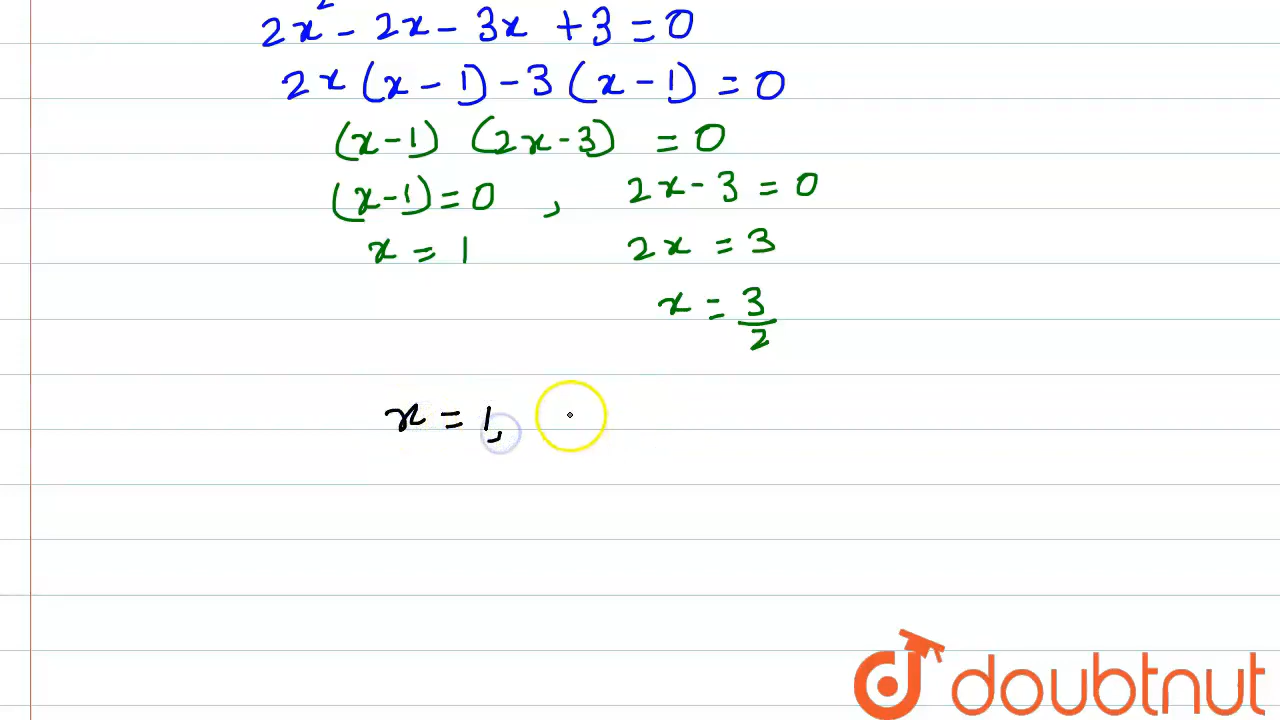 2x² - 2x - 3x + 3 = 0
2x (x - 1) - 3 (x - 1) = 0
(x - 1) (2x - 3) = 0
(x - 1) = 0 , 2x - 3 = 0
x = 1 2x = 3
x = 3/2
x = 1,
doubtnut